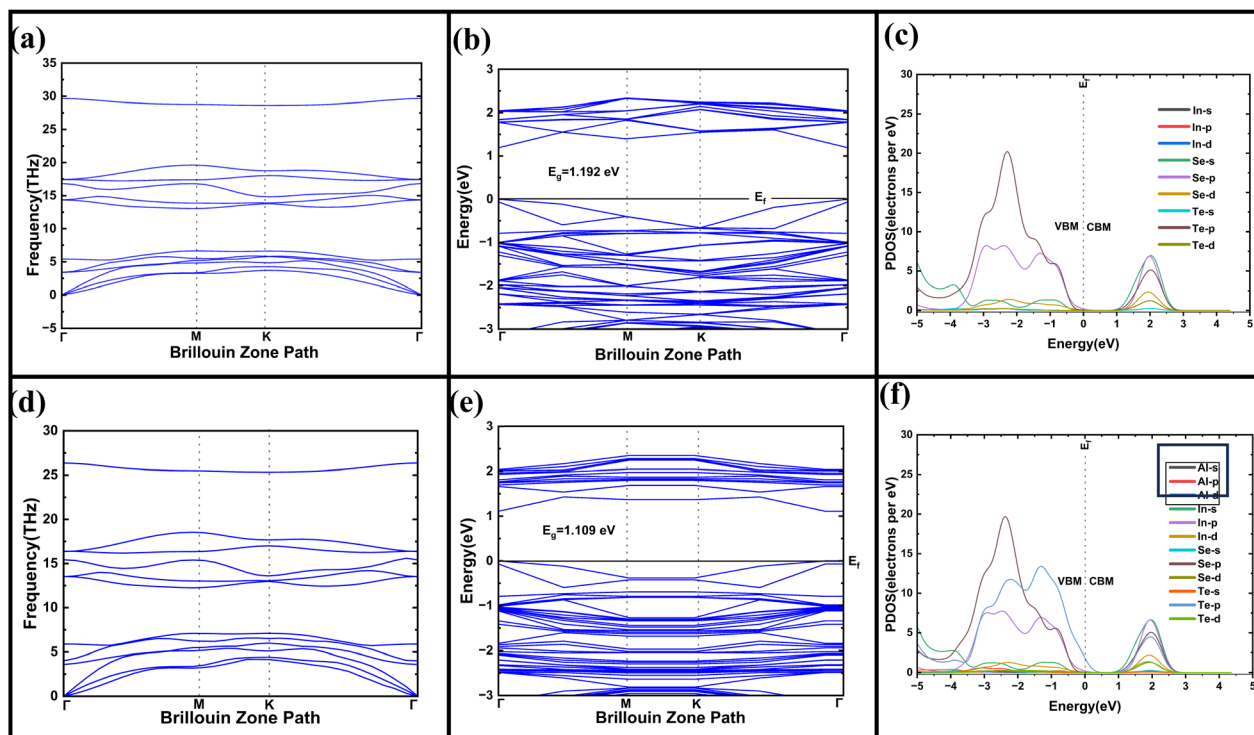 (a)
Frequency(THz)
35
30
25
20
15
10
5
0
−5
Γ
M
K
Γ
Brillouin Zone Path
(b)
Energy(eV)
3
2
1
0
−1
−2
−3
E_g=1.192 eV
E_f
Γ
M
K
Γ
Brillouin Zone Path
(c)
PDOS(electrons per eV)
30
25
20
15
10
5
0
E_f
VBM
CBM
In-s
In-p
In-d
Se-s
Se-p
Se-d
Te-s
Te-p
Te-d
−5 −4 −3 −2 −1 0 1 2 3 4 5
Energy(eV)
(d)
Frequency(THz)
30
25
20
15
10
5
0
Γ
M
K
Γ
Brillouin Zone Path
(e)
Energy(eV)
3
2
1
0
−1
−2
−3
E_g=1.109 eV
E_f
Γ
M
K
Γ
Brillouin Zone Path
(f)
PDOS(electrons per eV)
30
25
20
15
10
5
0
E_f
VBM
CBM
Al-s
Al-p
Al-d
In-s
In-p
In-d
Se-s
Se-p
Se-d
Te-s
Te-p
Te-d
−5 −4 −3 −2 −1 0 1 2 3 4 5
Energy(eV)